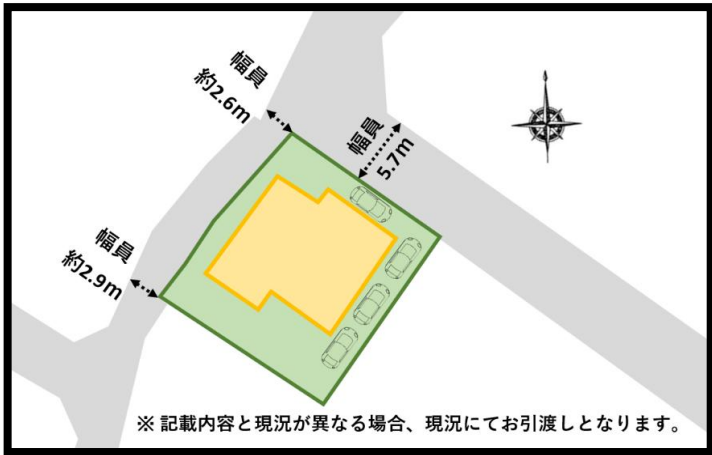 幅員
約2.6m
幅員
5.7m
幅員
約2.9m
※ 記載内容と現況が異なる場合、現況にてお引渡しとなります。